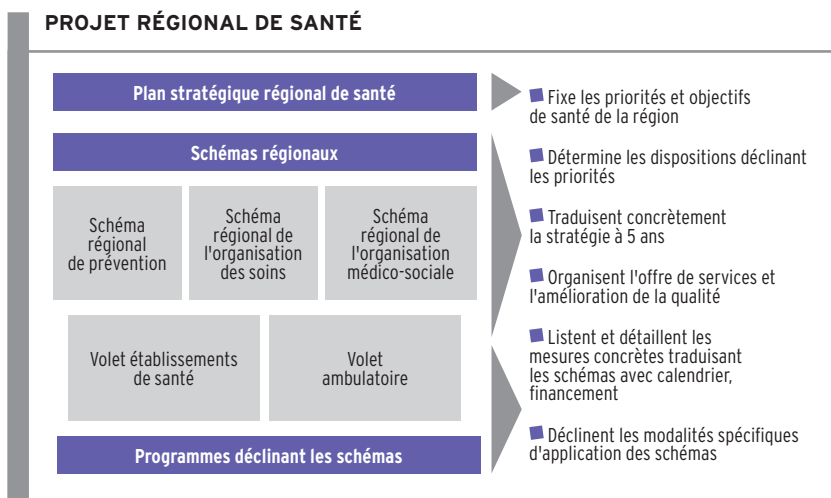 PROJET RÉGIONAL DE SANTÉ
Plan stratégique régional de santé
Fixe les priorités et objectifs
de santé de la région
Schémas régionaux
Détermine les dispositions déclinant
les priorités
Traduisent concrètement
la stratégie à 5 ans
Organisent l'offre de services et
l'amélioration de la qualité
Schéma
régional
de prévention
Schéma
régional de
l'organisation
des soins
Schéma
régional de
l'organisation
médico-sociale
Volet établissements
de santé
Volet
ambulatoire
Programmes déclinant les schémas
Listent et détaillent les
mesures concrètes traduisant
les schémas avec calendrier,
financement
Déclinent les modalités spécifiques
d'application des schémas